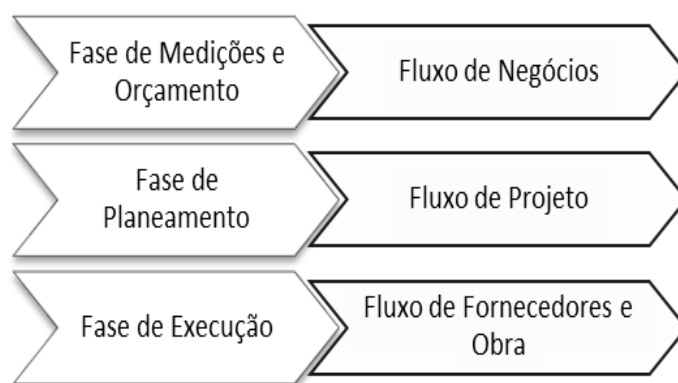 Fase de Medições e
Orçamento
Fluxo de Negócios
Fase de
Planeamento
Fluxo de Projeto
Fase de Execução
Fluxo de Fornecedores e
Obra